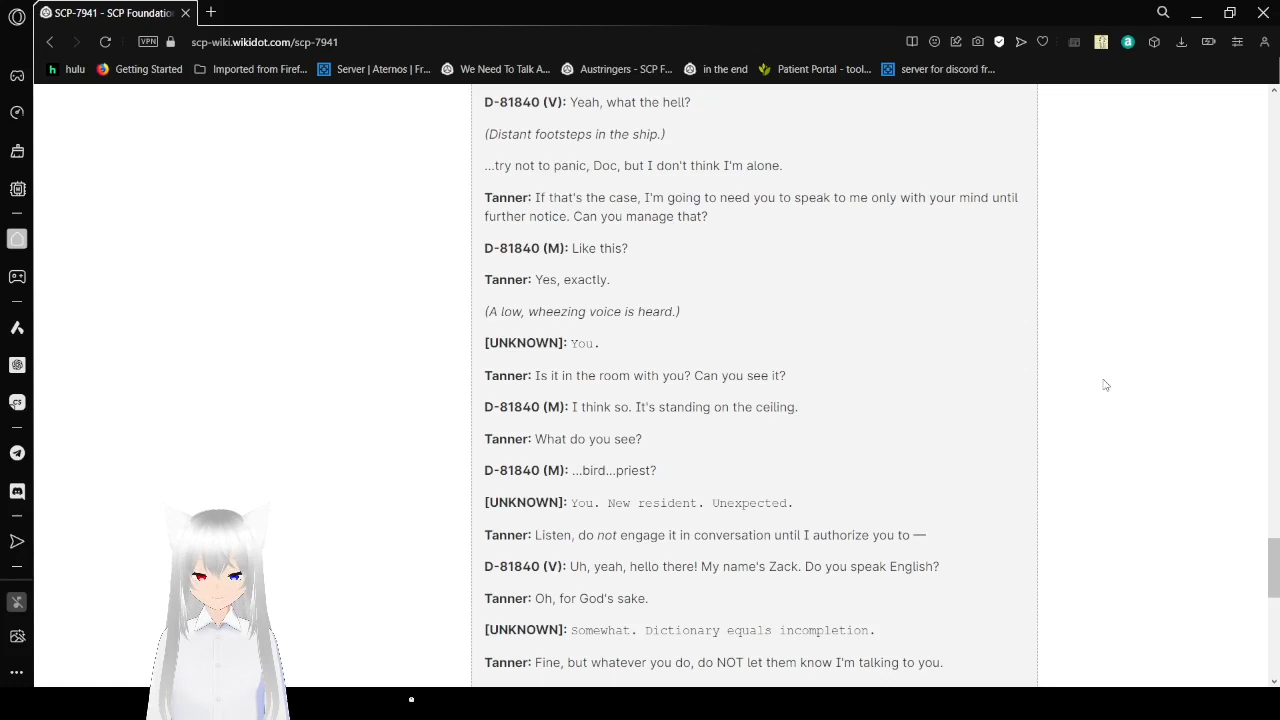 SCP-7941 - SCP Foundatio
VPN
scp-wiki.wikidot.com/scp-7941
hulu
Getting Started
Imported from Firef...
Server | Aternos | Fr...
We Need To Talk A...
Austringers - SCP F...
in the end
Patient Portal - tool...
server for discord fr...
D-81840 (V): Yeah, what the hell?
(Distant footsteps in the ship.)
…try not to panic, Doc, but I don't think I'm alone.
Tanner: If that's the case, I'm going to need you to speak to me only with your mind until
further notice. Can you manage that?
D-81840 (M): Like this?
Tanner: Yes, exactly.
(A low, wheezing voice is heard.)
[UNKNOWN]: You.
Tanner: Is it in the room with you? Can you see it?
D-81840 (M): I think so. It's standing on the ceiling.
Tanner: What do you see?
D-81840 (M): …bird…priest?
[UNKNOWN]: You. New resident. Unexpected.
Tanner: Listen, do not engage it in conversation until I authorize you to —
D-81840 (V): Uh, yeah, hello there! My name's Zack. Do you speak English?
Tanner: Oh, for God's sake.
[UNKNOWN]: Somewhat. Dictionary equals incompletion.
Tanner: Fine, but whatever you do, do NOT let them know I'm talking to you.